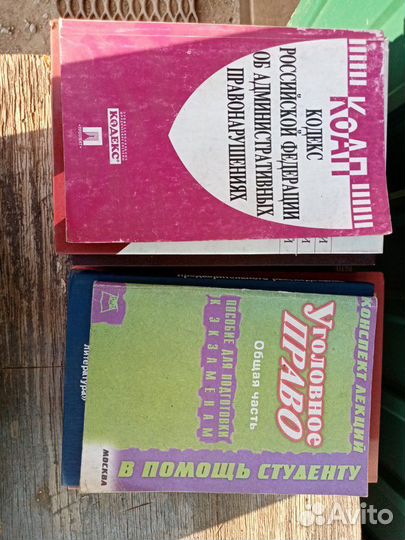 КоАП
КОДЕКС
РОССИЙСКОЙ ФЕДЕРАЦИИ
ОБ АДМИНИСТРАТИВНЫХ
ПРАВОНАРУШЕНИЯХ
КОДЕКС
КОНСПЕКТ ЛЕКЦИЙ
УГОЛОВНОЕ
ПРАВО
Общая часть
ПОСОБИЕ ДЛЯ ПОДГОТОВКИ
К ЭКЗАМЕНАМ
МОСКВА
В ПОМОЩЬ СТУДЕНТУ
литература
Avito